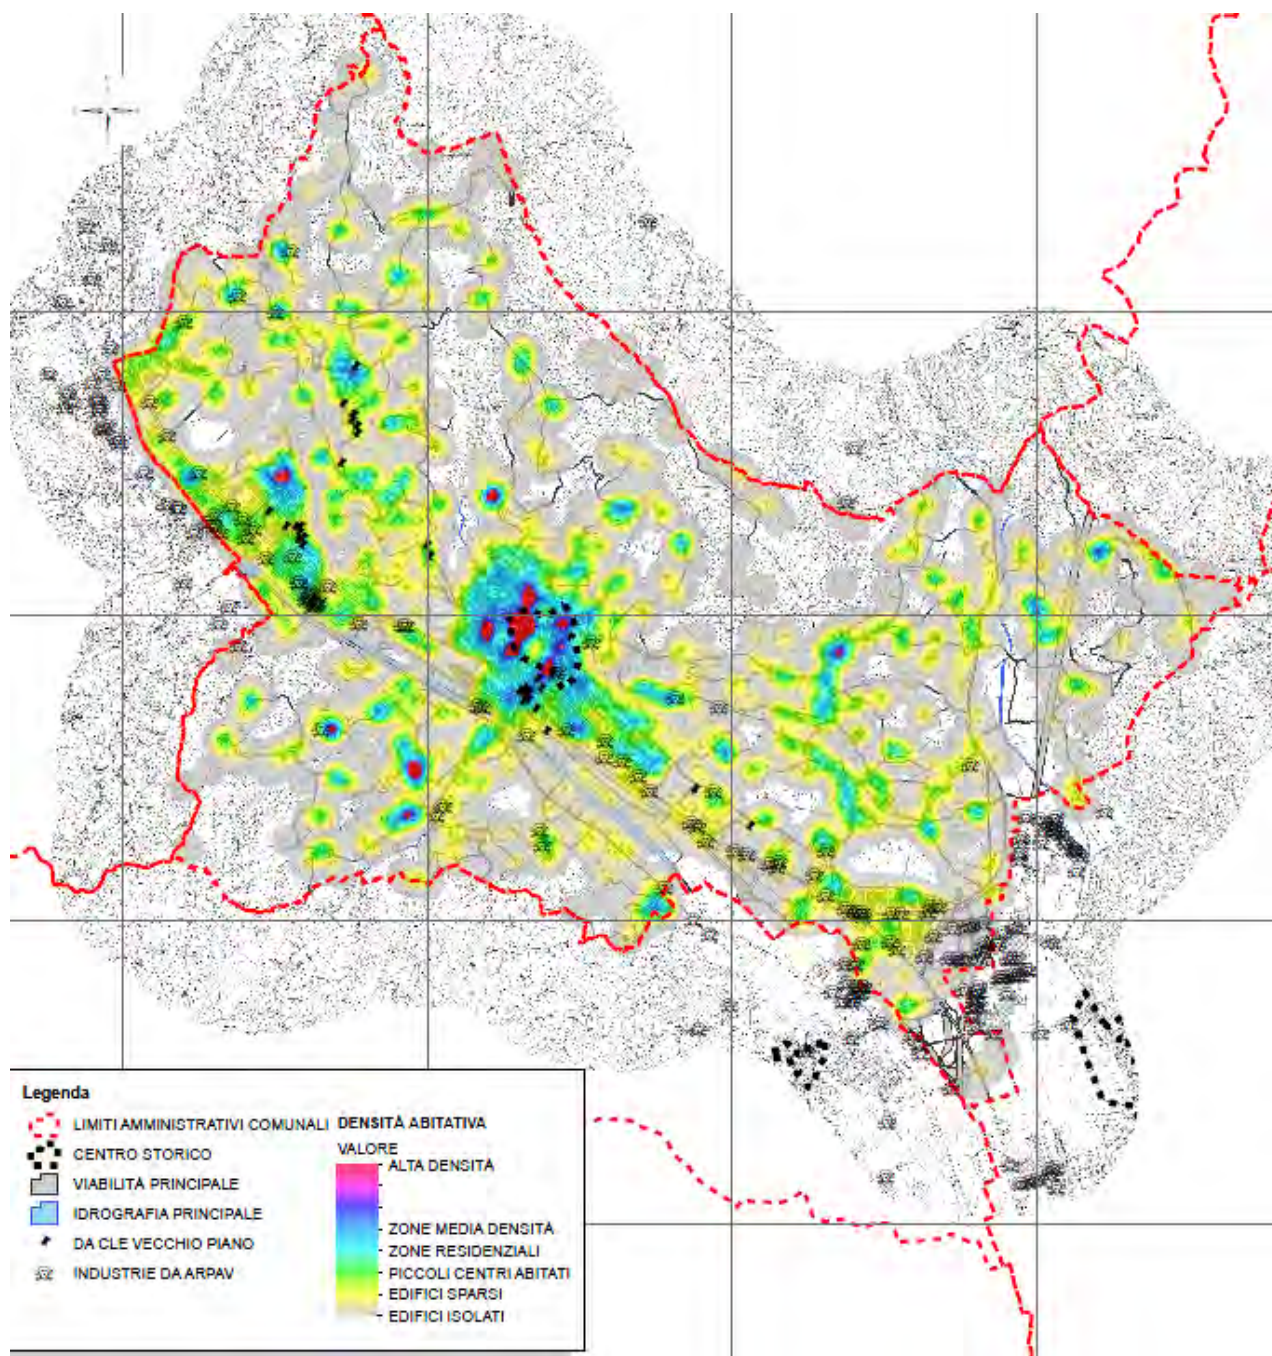 Legenda
LIMITI AMMINISTRATIVI COMUNALI
CENTRO STORICO
VIABILITÀ PRINCIPALE
IDROGRAFIA PRINCIPALE
DA CLE VECCHIO PIANO
INDUSTRIE DA ARPAV
DENSITÀ ABITATIVA
VALORE
ALTA DENSITÀ
ZONE MEDIA DENSITÀ
ZONE RESIDENZIALI
PICCOLI CENTRI ABITATI
EDIFICI SPARSI
EDIFICI ISOLATI